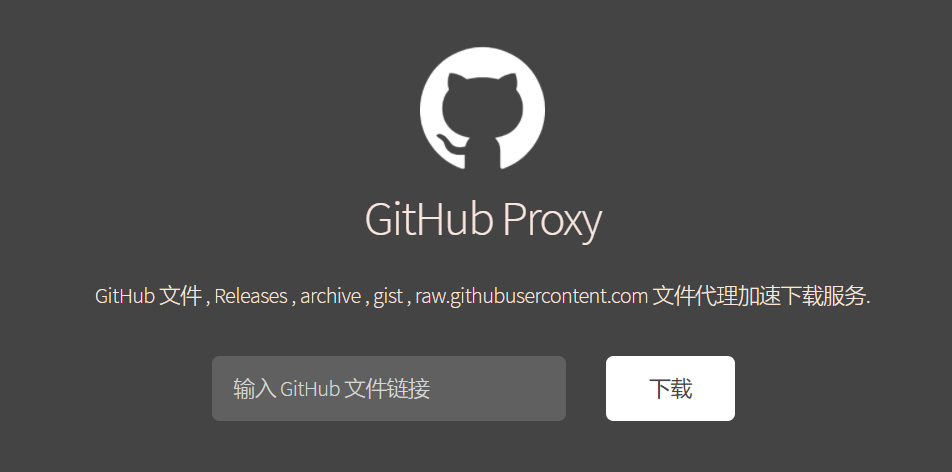 GitHub Proxy
GitHub 文件 , Releases , archive , gist , raw.githubusercontent.com 文件代理加速下载服务.
输入 GitHub 文件链接
下载